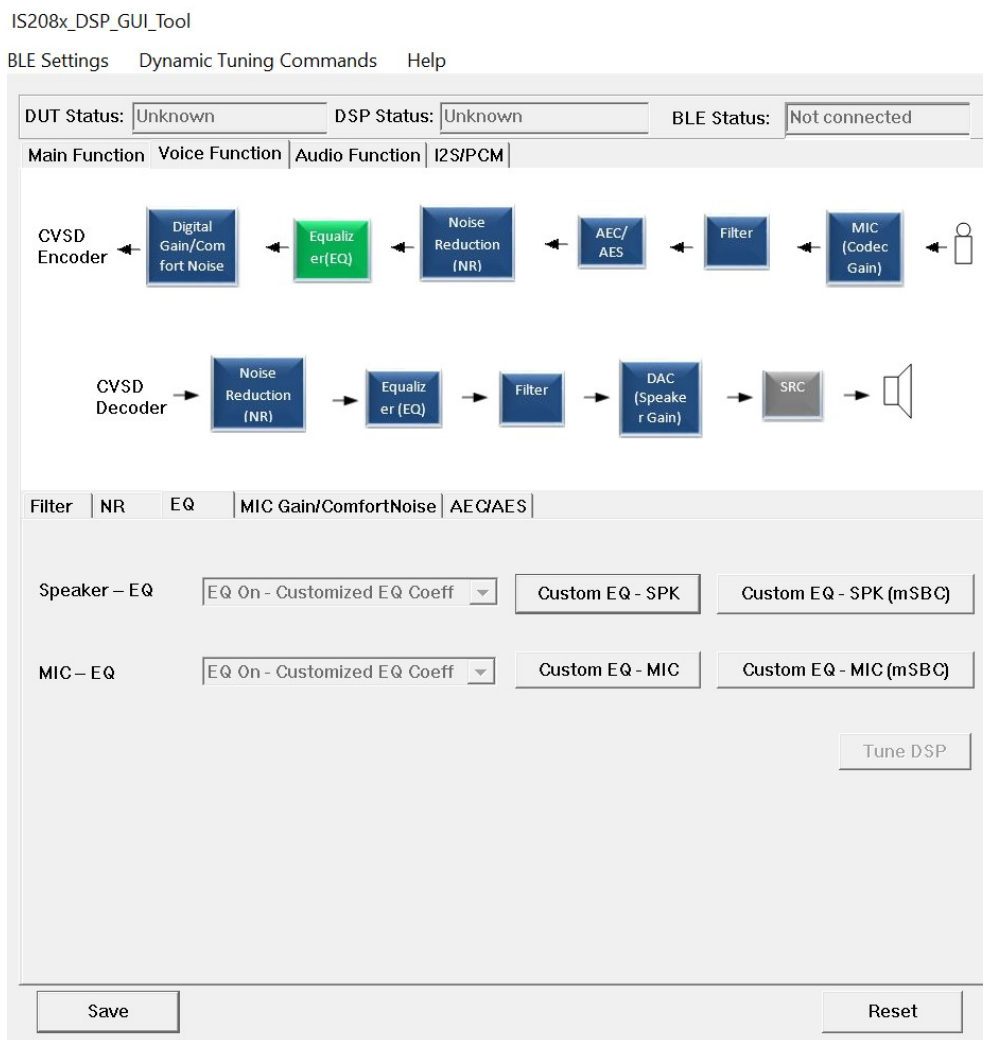 IS208x_DSP_GUI_Tool
BLE Settings Dynamic Tuning Commands Help
DUT Status: Unknown DSP Status: Unknown BLE Status: Not connected
Main Function Voice Function Audio Function I2S/PCM
CVSD
Encoder
Digital
Gain/Com
fort Noise
Equaliz
er(EQ)
Noise
Reduction
(NR)
AEC/
AES
Filter
MIC
(Codec
Gain)
CVSD
Decoder
Noise
Reduction
(NR)
Equaliz
er (EQ)
Filter
DAC
(Speake
r Gain)
SRC
Filter NR EQ MIC Gain/ComfortNoise AEC/AES
Speaker – EQ EQ On - Customized EQ Coeff Custom EQ - SPK Custom EQ - SPK (mSBC)
MIC – EQ EQ On - Customized EQ Coeff Custom EQ - MIC Custom EQ - MIC (mSBC)
Tune DSP
Save Reset